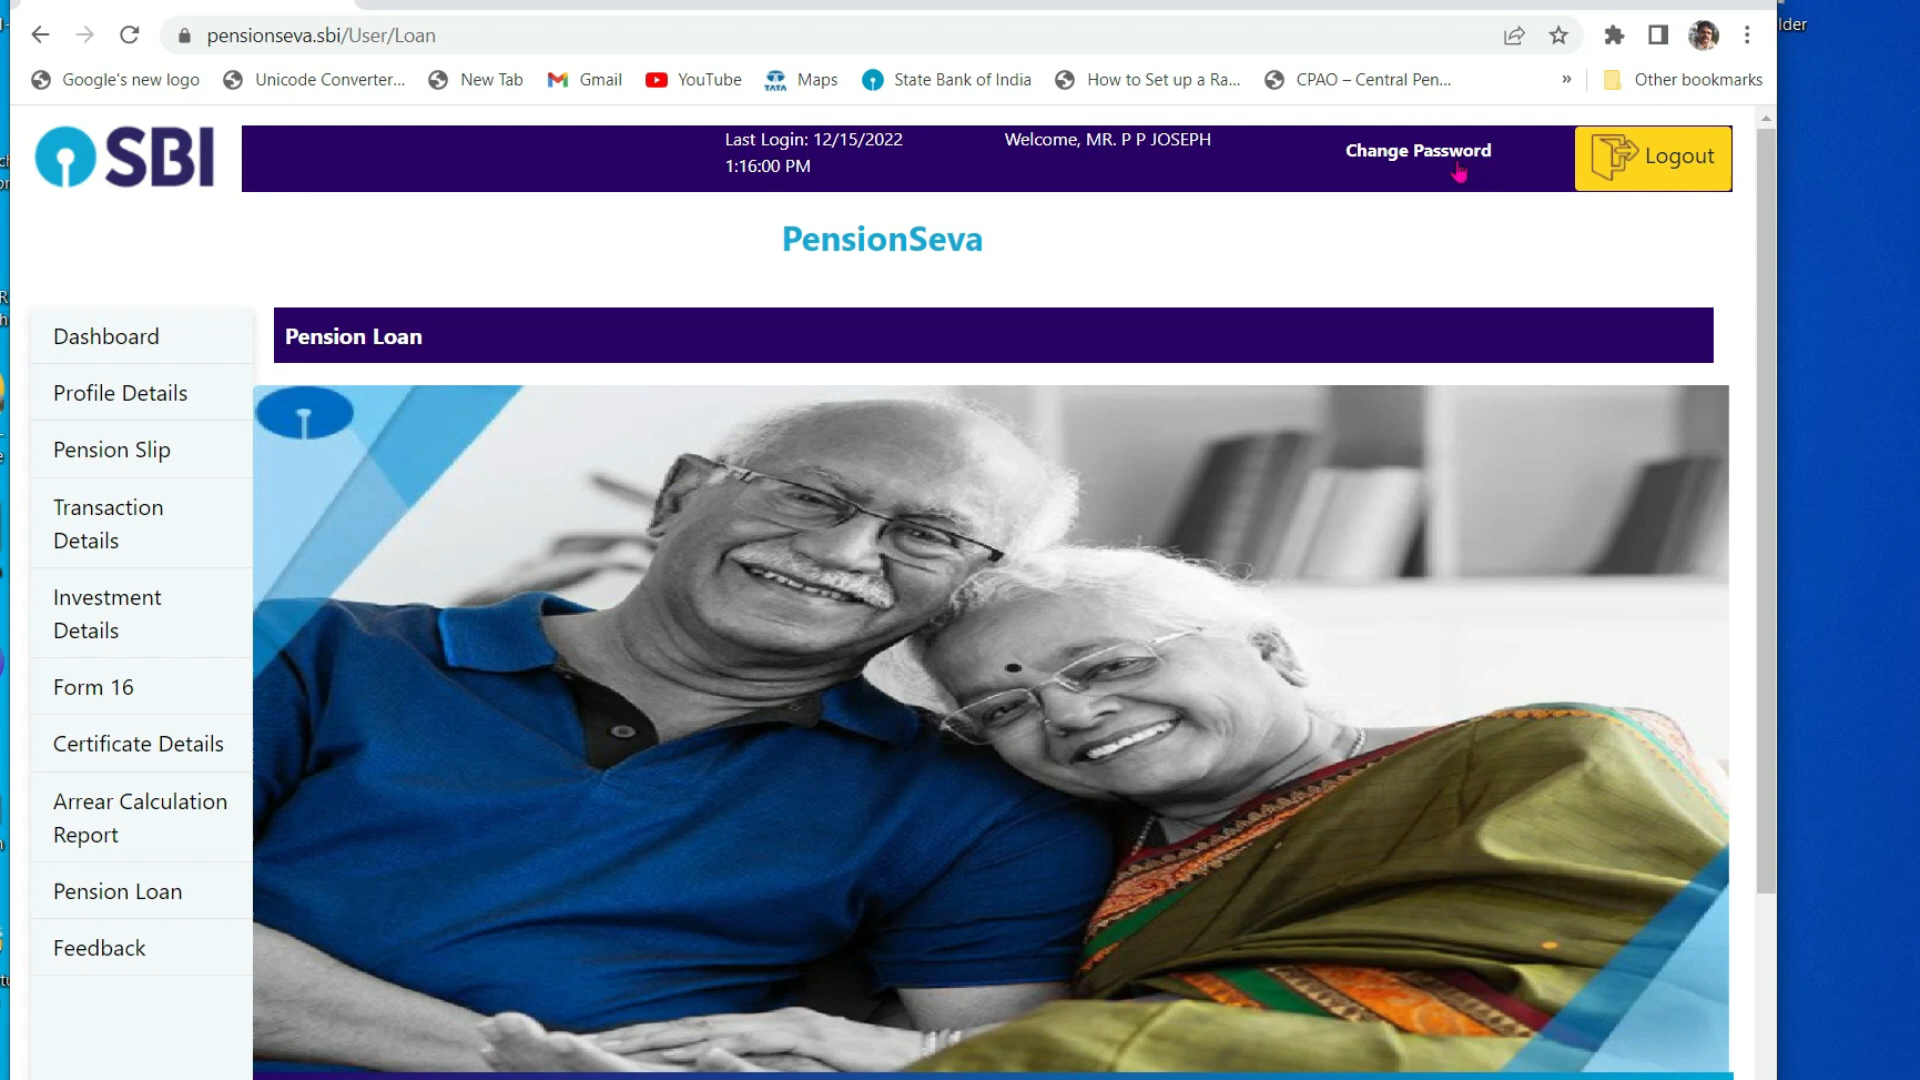 lder
pensionseva.sbi/User/Loan
Google's new logo
Unicode Converter...
New Tab
Gmail
YouTube
TATA
Maps
State Bank of India
How to Set up a Ra...
CPAO – Central Pen...
»
Other bookmarks
SBI
Last Login: 12/15/2022
1:16:00 PM
Welcome, MR. P P JOSEPH
Change Password
Logout
PensionSeva
Pension Loan
Dashboard
Profile Details
Pension Slip
Transaction
Details
Investment
Details
Form 16
Certificate Details
Arrear Calculation
Report
Pension Loan
Feedback